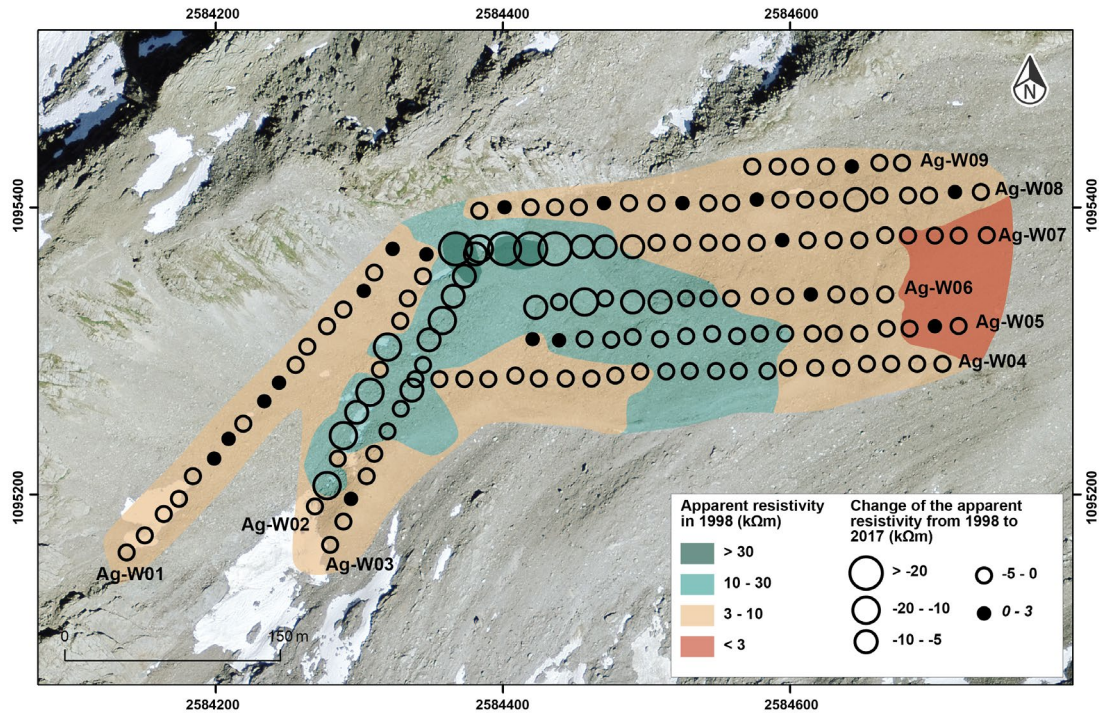 2584200 2584400 2584600
N
Ag-W09
Ag-W08
1095400 1095400
Ag-W07
Ag-W06
Ag-W05
Ag-W04
1095200 1095200
Ag-W02
Ag-W03
Ag-W01
0 150 m
Apparent resistivity
in 1998 (kΩm)
> 30
10 - 30
3 - 10
< 3
Change of the apparent
resistivity from 1998 to
2017 (kΩm)
> -20
-20 - -10
-10 - -5
-5 - 0
0 - 3
2584200 2584400 2584600